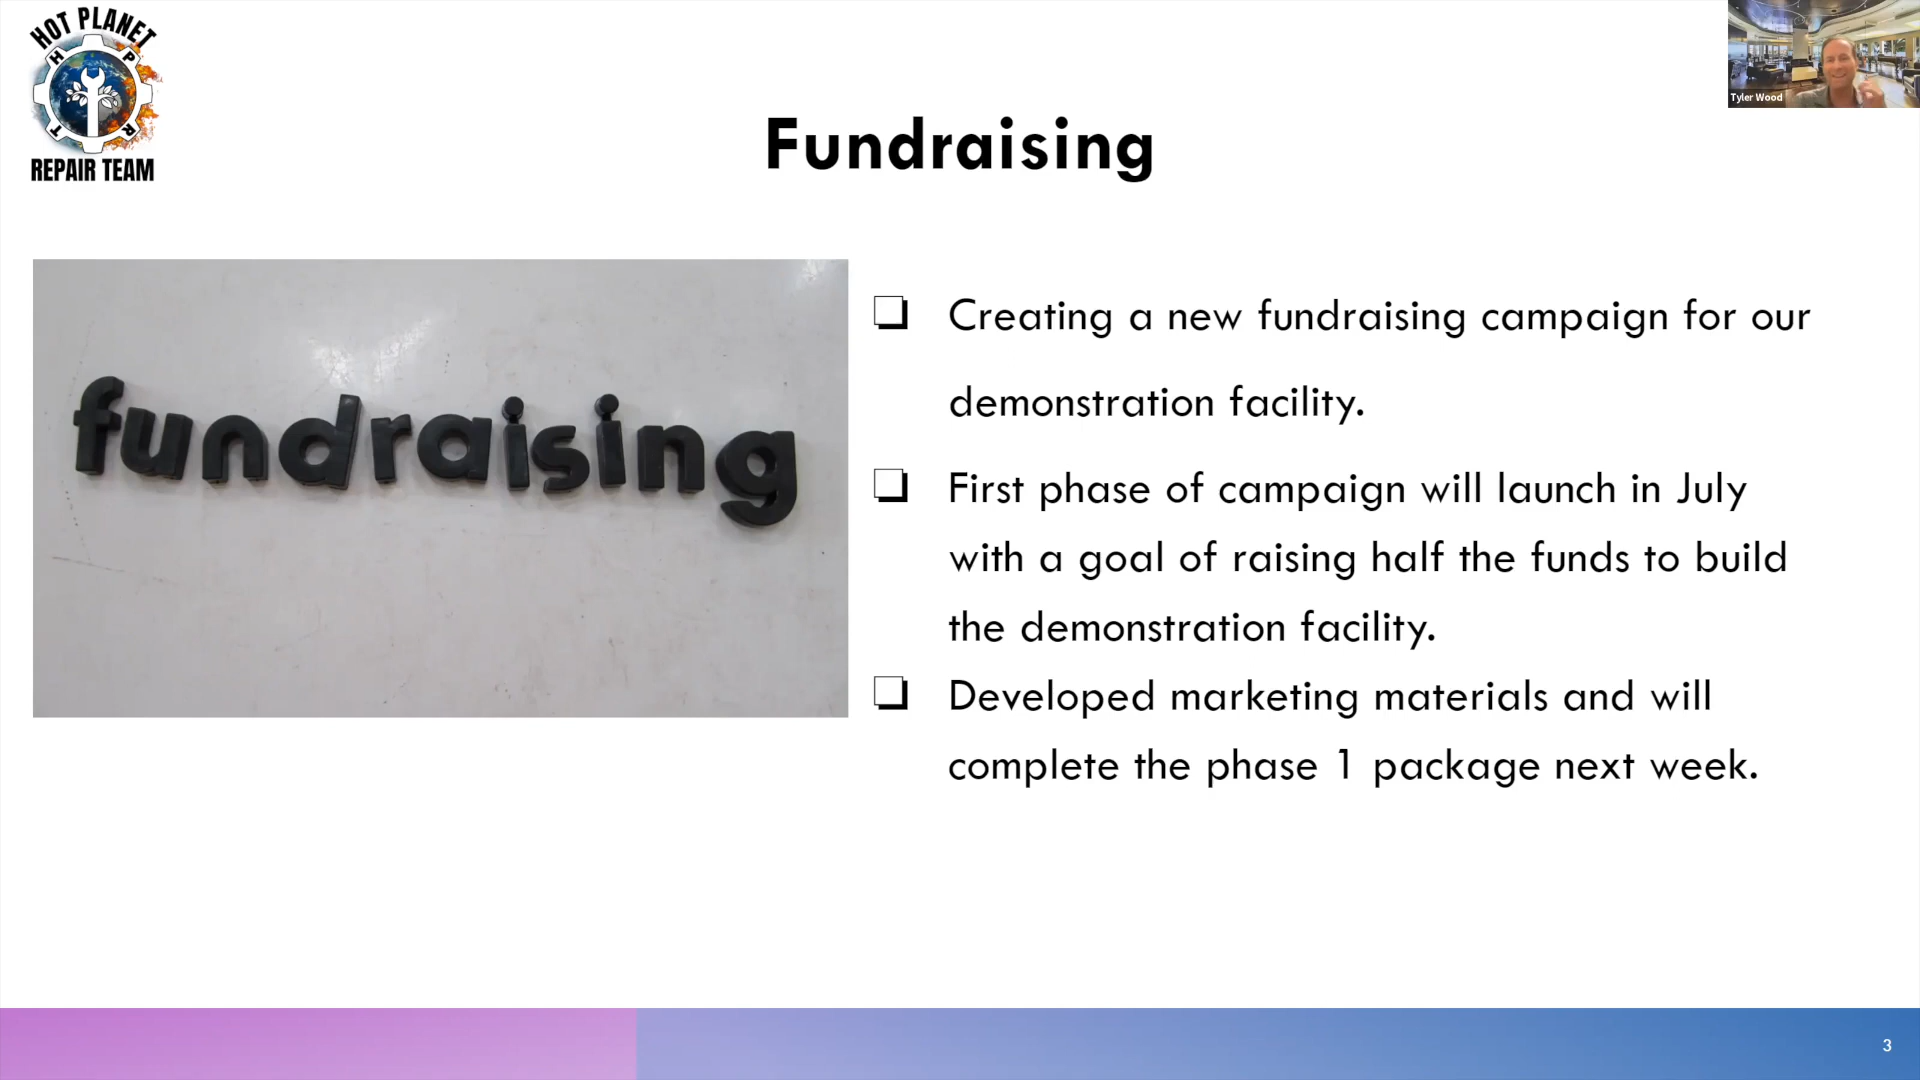 HOT PLANET
H P
T R
REPAIR TEAM
Tyler Wood
Fundraising
fundraising
❏ Creating a new fundraising campaign for our
demonstration facility.
❏ First phase of campaign will launch in July
with a goal of raising half the funds to build
the demonstration facility.
❏ Developed marketing materials and will
complete the phase 1 package next week.
3